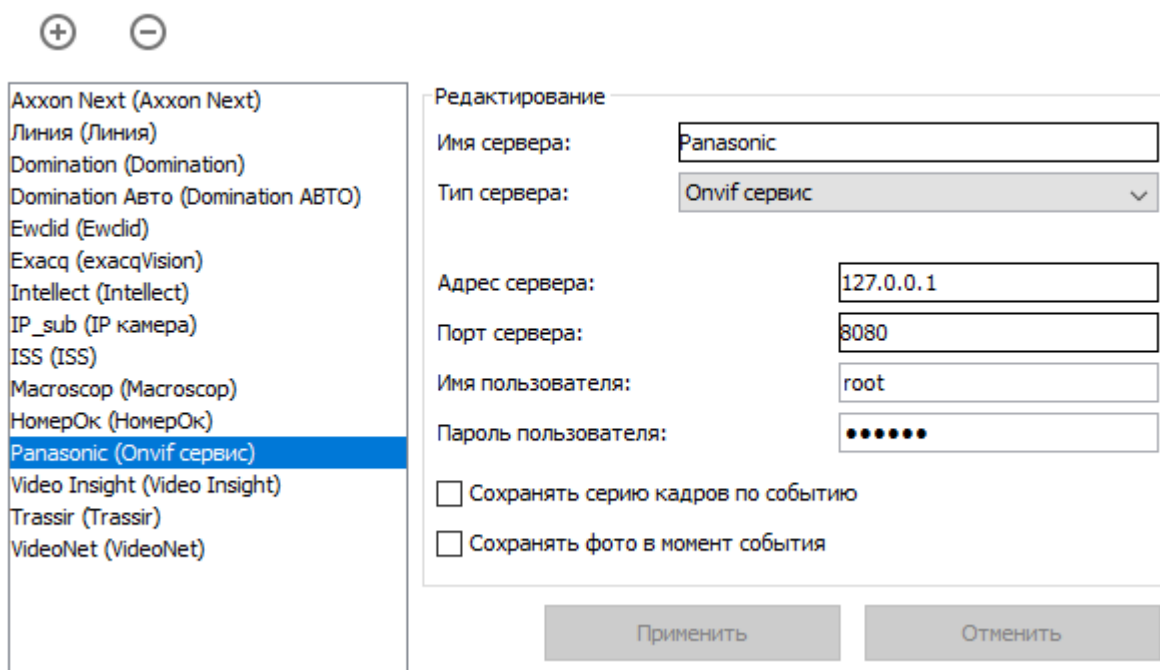 Axxon Next (Axxon Next)
Линия (Линия)
Domination (Domination)
Domination Авто (Domination АВТО)
Ewclid (Ewclid)
Exacq (exacqVision)
Intellect (Intellect)
IP_sub (IP камера)
ISS (ISS)
Macroscop (Macroscop)
НомерОк (НомерОк)
Panasonic (Onvif сервис)
Video Insight (Video Insight)
Trassir (Trassir)
VideoNet (VideoNet)
Редактирование
Имя сервера: Panasonic
Тип сервера: Onvif сервис
Адрес сервера: 127.0.0.1
Порт сервера: 8080
Имя пользователя: root
Пароль пользователя: ●●●●●●
Сохранять серию кадров по событию
Сохранять фото в момент события
Применить Отменить